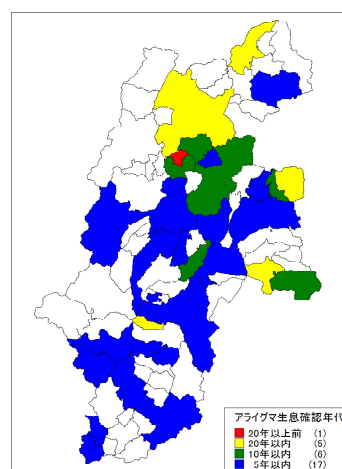 アライグマ生息確認年代
20年以上前 (1)
20年以内 (5)
10年以内 (6)
5年以内 (17)